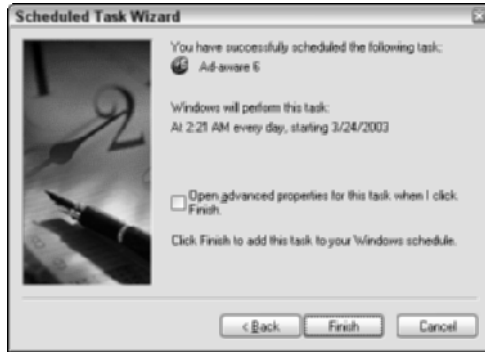 Scheduled Task Wizard
You have successfully scheduled the following task:
Ad-aware 6
Windows will perform this task:
At 2:21 AM every day, starting 3/24/2003
Open advanced properties for this task when I click
Finish.
Click Finish to add this task to your Windows schedule.
< Back
Finish
Cancel